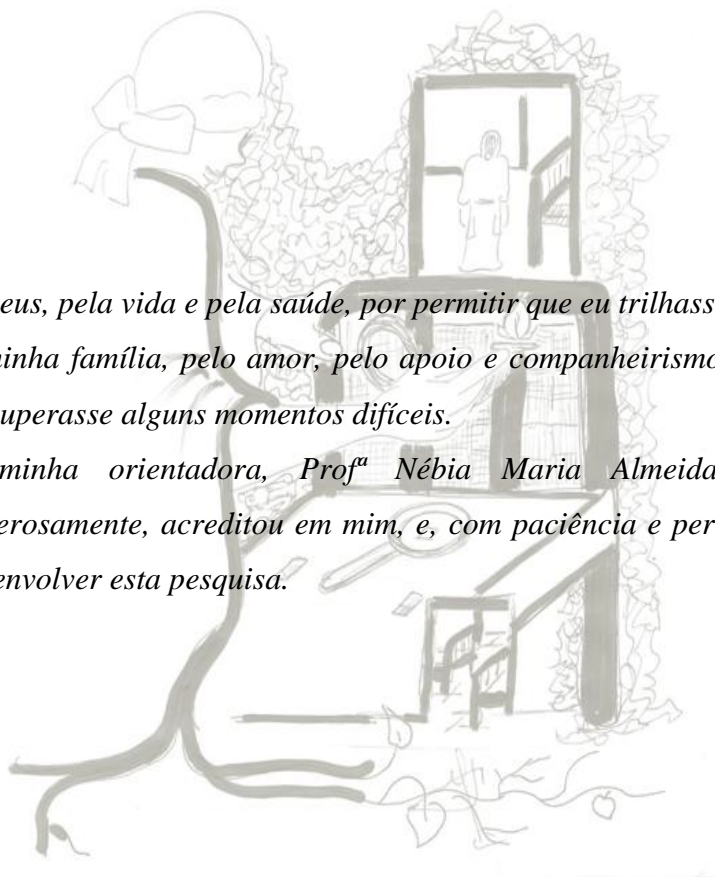 eus, pela vida e pela saúde, por permitir que eu trilhass
inha família, pelo amor, pelo apoio e companheirismo
uperasse alguns momentos difíceis.
minha orientadora, Profª Nébia Maria Almeida
erosamente, acreditou em mim, e, com paciência e per
envolver esta pesquisa.